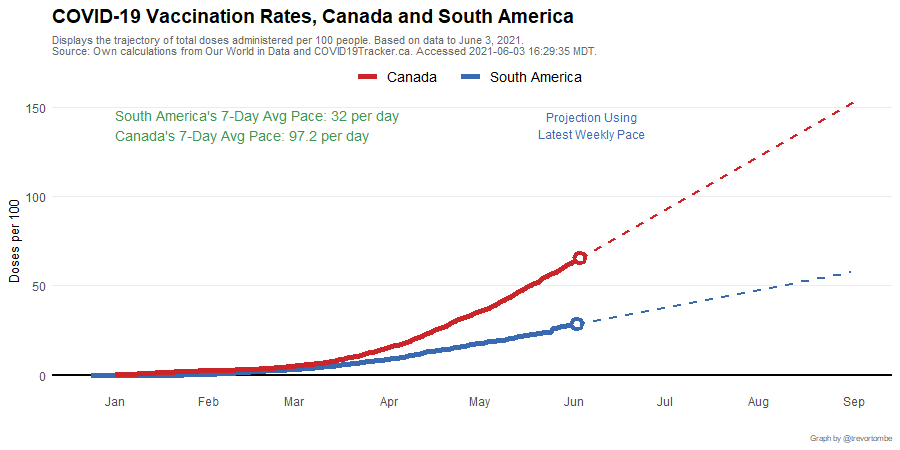 COVID-19 Vaccination Rates, Canada and South America
Displays the trajectory of total doses administered per 100 people. Based on data to June 3, 2021.
Source: Own calculations from Our World in Data and COVID19Tracker.ca. Accessed 2021-06-03 16:29:35 MDT.
Canada
South America
South America's 7-Day Avg Pace: 32 per day
Canada's 7-Day Avg Pace: 97.2 per day
Projection Using
Latest Weekly Pace
Doses per 100
150
100
50
0
Jan
Feb
Mar
Apr
May
Jun
Jul
Aug
Sep
Graph by @trevortombe